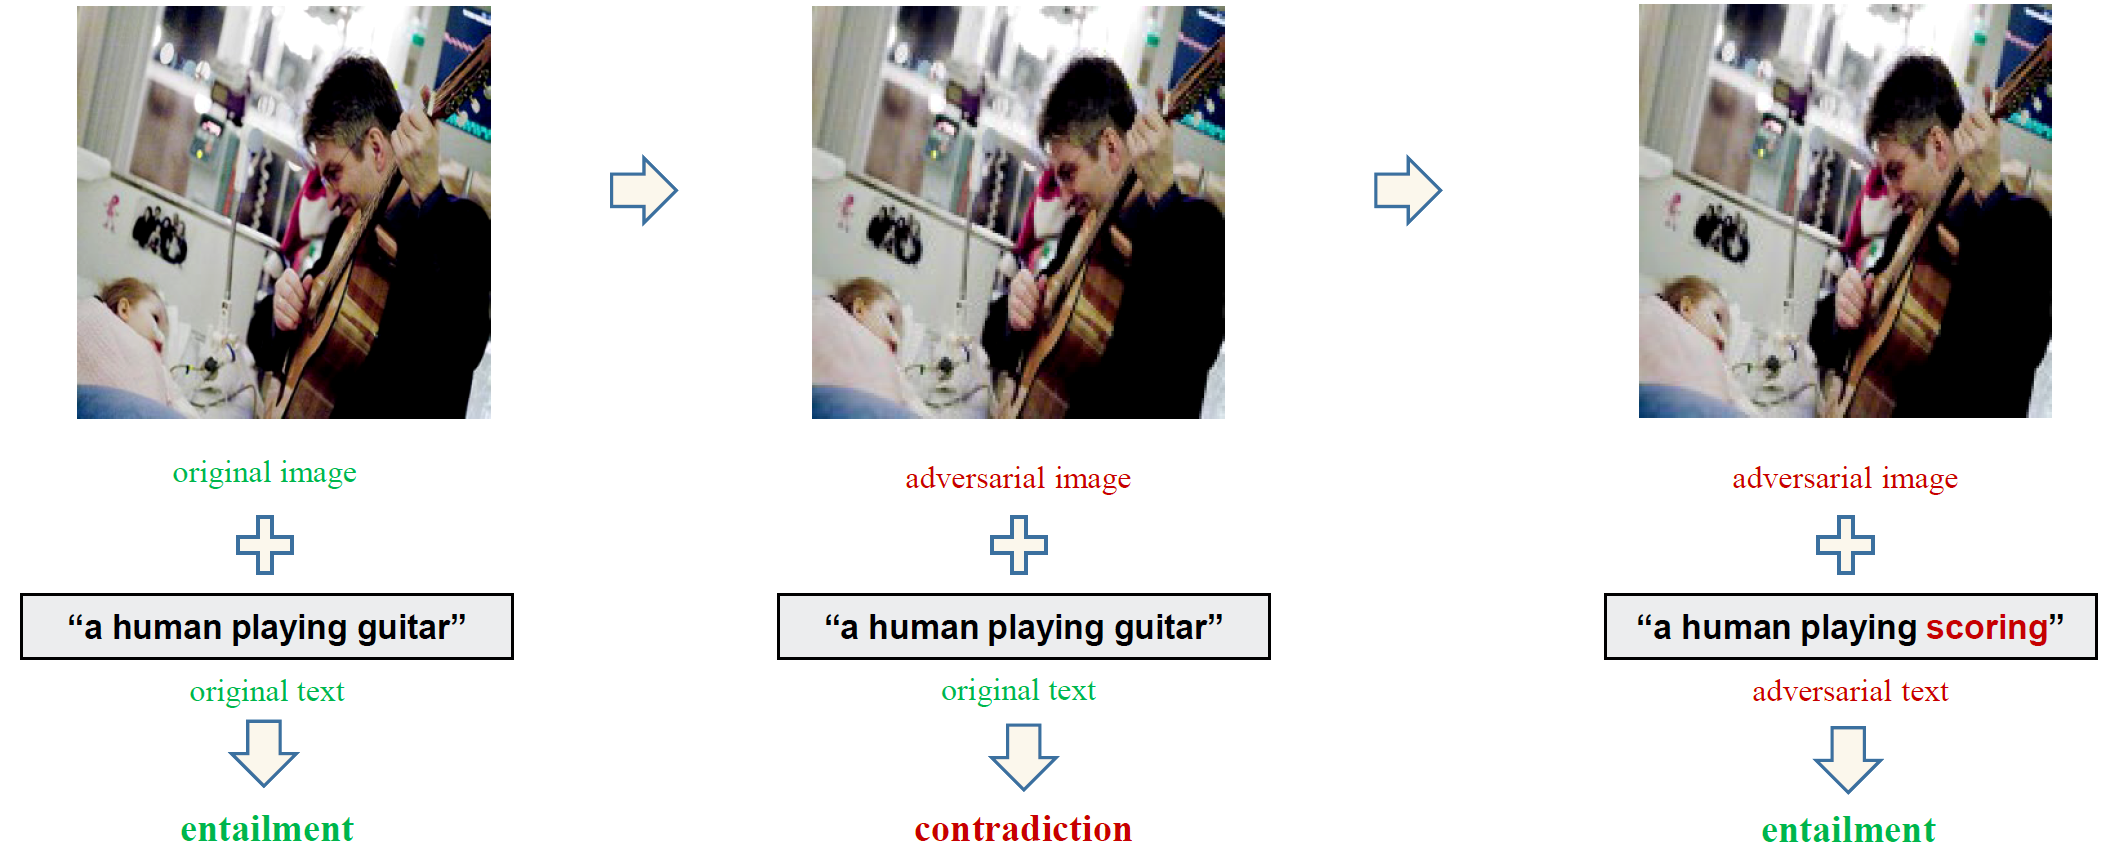 original image
adversarial image
adversarial image
“a human playing guitar”
“a human playing guitar”
“a human playing scoring”
original text
original text
adversarial text
entailment
contradiction
entailment